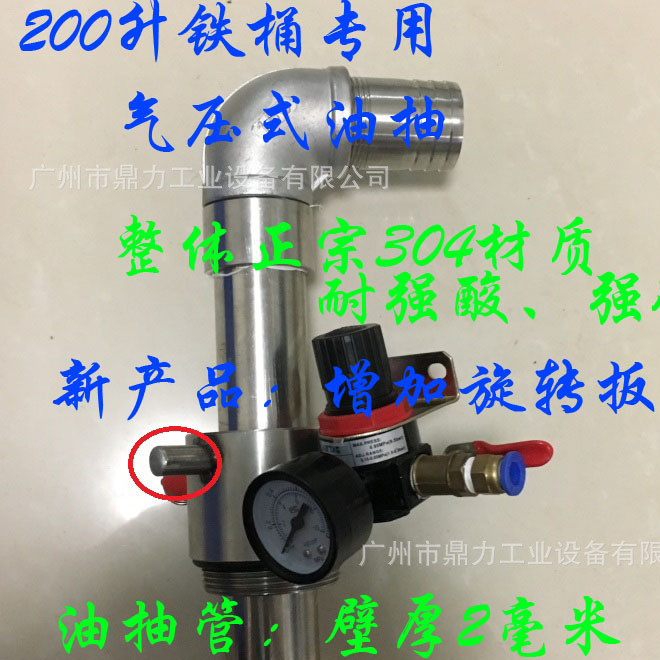 200升铁桶专用
气压式油抽
广州市鼎力工业设备有限公司
整体正宗304材质
耐强酸、强
新产品：增加旋转扳
广州市鼎力工业设备有限
油抽管：壁厚2毫米